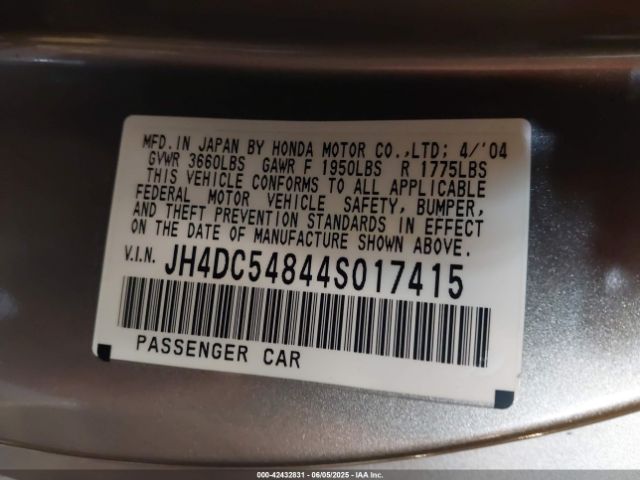 MFD. IN JAPAN BY HONDA MOTOR CO.,LTD; 4/'04
GVWR 3660LBS GAWR F 1950LBS R 1775LBS
THIS VEHICLE CONFORMS TO ALL APPLICABLE
FEDERAL MOTOR VEHICLE SAFETY, BUMPER,
AND THEFT PREVENTION STANDARDS IN EFFECT
ON THE DATE OF MANUFACTURE SHOWN ABOVE.
V.I.N. JH4DC54844S017415
PASSENGER CAR
000-42432831 - 06/05/2025 - IAA Inc.